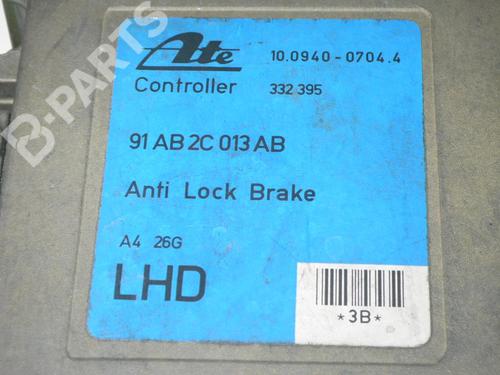 Ate 10.0940-0704.4
Controller 332 395
91 AB 2C 013 AB
Anti Lock Brake
A4 26G
LHD
*3B*
B-PARTS